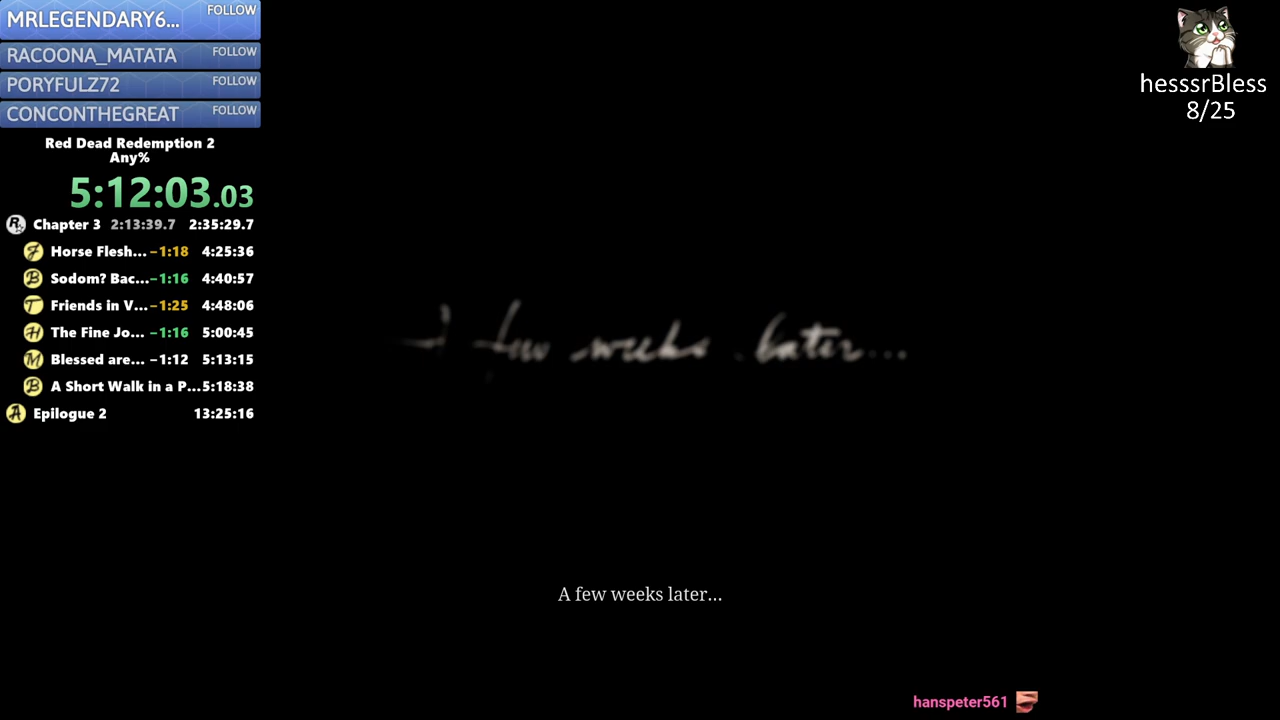 MRLEGENDARY6... FOLLOW
RACOONA_MATATA FOLLOW
PORYFULZ72 FOLLOW
CONCONTHEGREAT FOLLOW
hesssrBless
8/25
Red Dead Redemption 2
Any%
5:12:03.03
Chapter 3 2:13:39.7 2:35:29.7
Horse Flesh... −1:18 4:25:36
Sodom? Bac... −1:16 4:40:57
Friends in V... −1:25 4:48:06
The Fine Jo... −1:16 5:00:45
Blessed are... −1:12 5:13:15
A Short Walk in a P... 5:18:38
Epilogue 2 13:25:16
A few weeks later...
A few weeks later...
hanspeter561